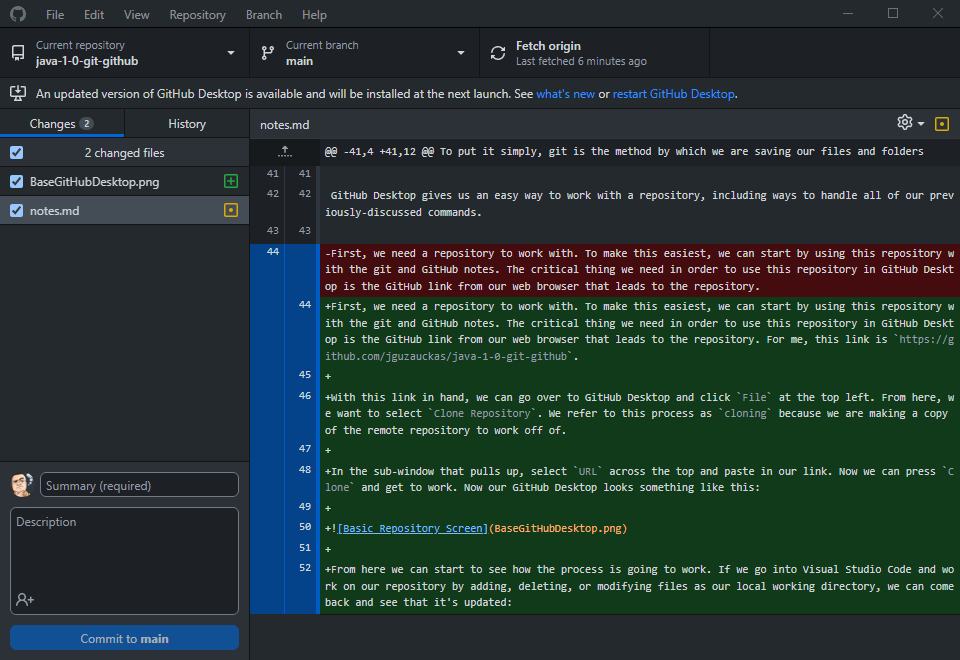 File Edit View Repository Branch Help
Current repository
java-1-0-git-github
Current branch
main
Fetch origin
Last fetched 6 minutes ago
An updated version of GitHub Desktop is available and will be installed at the next launch. See what's new or restart GitHub Desktop.
Changes 2 History
2 changed files
BaseGitHubDesktop.png
notes.md
Summary (required)
Description
Commit to main
notes.md
@@ -41,4 +41,12 @@ To put it simply, git is the method by which we are saving our files and folders
41 41
42 42 GitHub Desktop gives us an easy way to work with a repository, including ways to handle all of our prev
iously-discussed commands.
43 43
44 -First, we need a repository to work with. To make this easiest, we can start by using this repository w
ith the git and GitHub notes. The critical thing we need in order to use this repository in GitHub Deskt
op is the GitHub link from our web browser that leads to the repository.
44 +First, we need a repository to work with. To make this easiest, we can start by using this repository w
ith the git and GitHub notes. The critical thing we need in order to use this repository in GitHub Deskt
op is the GitHub link from our web browser that leads to the repository. For me, this link is `https://g
ithub.com/jguzauckas/java-1-0-git-github`.
45 +
46 +With this link in hand, we can go over to GitHub Desktop and click `File` at the top left. From here, w
e want to select `Clone Repository`. We refer to this process as `cloning` because we are making a copy
of the remote repository to work off of.
47 +
48 +In the sub-window that pulls up, select `URL` across the top and paste in our link. Now we can press `C
lone` and get to work. Now our GitHub Desktop looks something like this:
49 +
50 +![Basic Repository Screen](BaseGitHubDesktop.png)
51 +
52 +From here we can start to see how the process is going to work. If we go into Visual Studio Code and wo
rk on our repository by adding, deleting, or modifying files as our local working directory, we can come
back and see that it's updated: